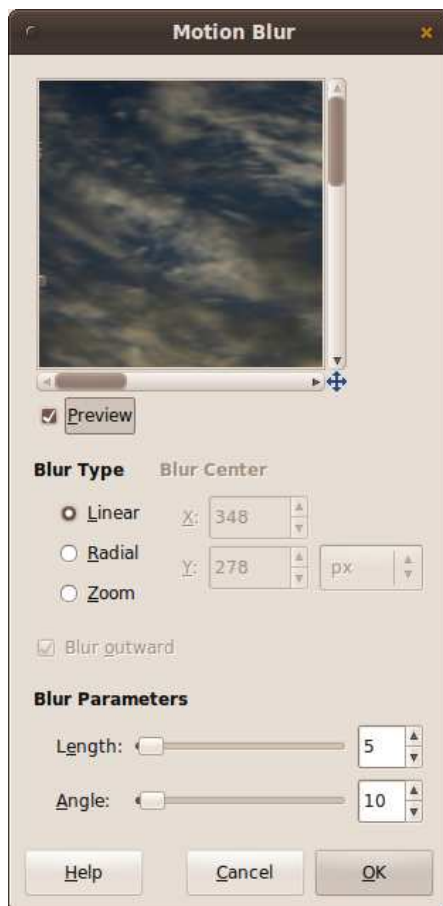 Motion Blur
Preview
Blur Type Blur Center
Linear X: 348
Radial Y: 278 px
Zoom
Blur outward
Blur Parameters
Length: 5
Angle: 10
Help Cancel OK